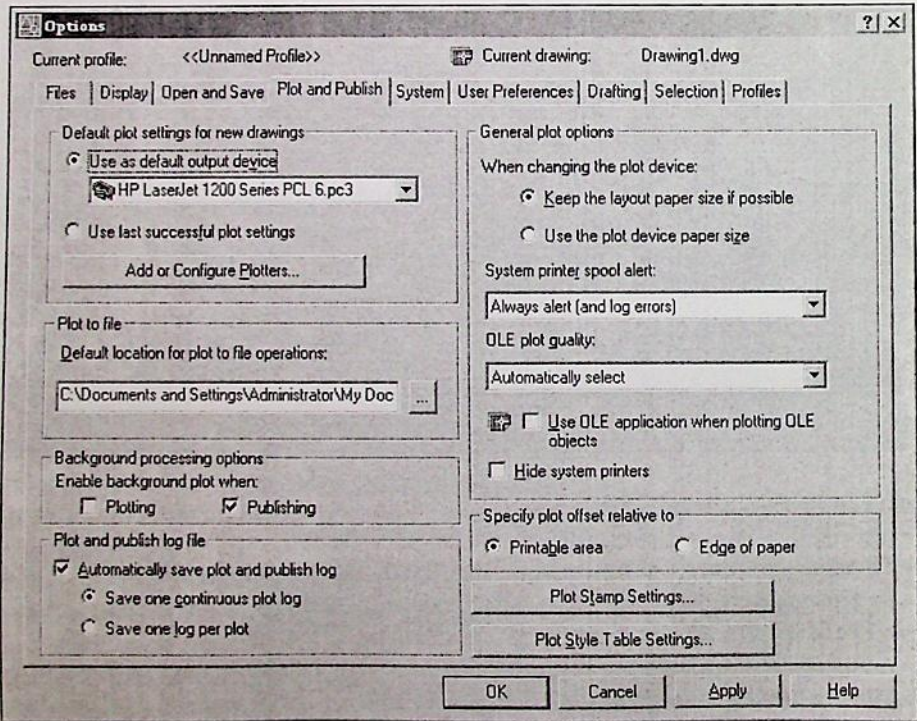 Options
Current profile: <<Unnamed Profile>> Current drawing: Drawing1.dwg
Files Display Open and Save Plot and Publish System User Preferences Drafting Selection Profiles
Default plot settings for new drawings
Use as default output device
HP LaserJet 1200 Series PCL 6.pc3
Use last successful plot settings
Add or Configure Plotters...
Plot to file
Default location for plot to file operations:
C:\Documents and Settings\Administrator\My Doc ...
Background processing options
Enable background plot when:
Plotting Publishing
Plot and publish log file
Automatically save plot and publish log
Save one continuous plot log
Save one log per plot
General plot options
When changing the plot device:
Keep the layout paper size if possible
Use the plot device paper size
System printer spool alert:
Always alert (and log errors)
OLE plot quality:
Automatically select
Use OLE application when plotting OLE
objects
Hide system printers
Specify plot offset relative to
Printable area Edge of paper
Plot Stamp Settings...
Plot Style Table Settings...
OK Cancel Apply Help